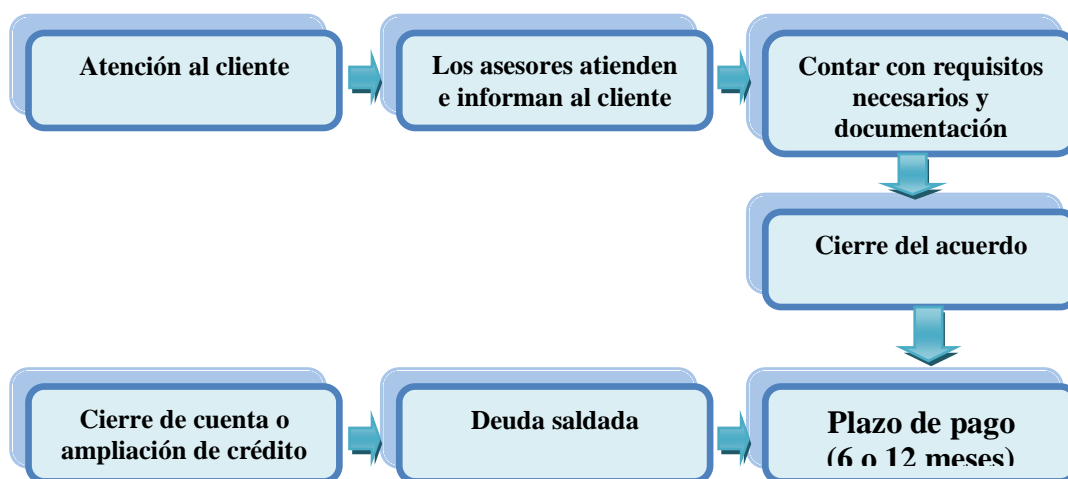 Atención al cliente
Los asesores atienden
e informan al cliente
Contar con requisitos
necesarios y
documentación
Cierre del acuerdo
Cierre de cuenta o
ampliación de crédito
Deuda saldada
Plazo de pago
(6 o 12 meses)